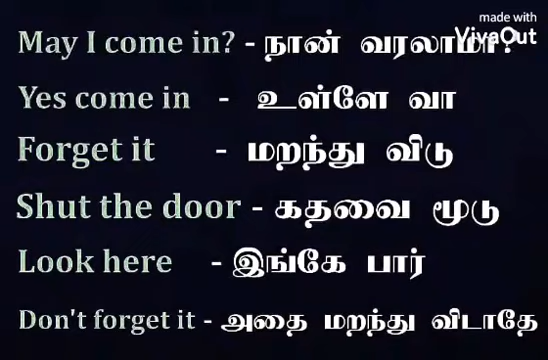 made with
VivaOut
May I come in? - நான் வரலாமா?
Yes come in - உள்ளே வா
Forget it - மறந்து விடு
Shut the door - கதவை மூடு
Look here - இங்கே பார்
Don't forget it - அதை மறந்து விடாதே